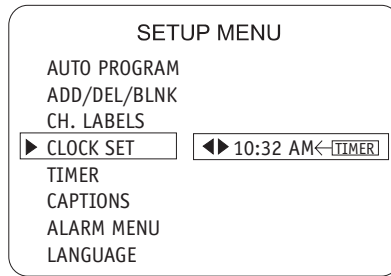 SETUP MENU
AUTO PROGRAM
ADD/DEL/BLNK
CH. LABELS
▶ CLOCK SET ◀▶ 10:32 AM←TIMER
TIMER
CAPTIONS
ALARM MENU
LANGUAGE